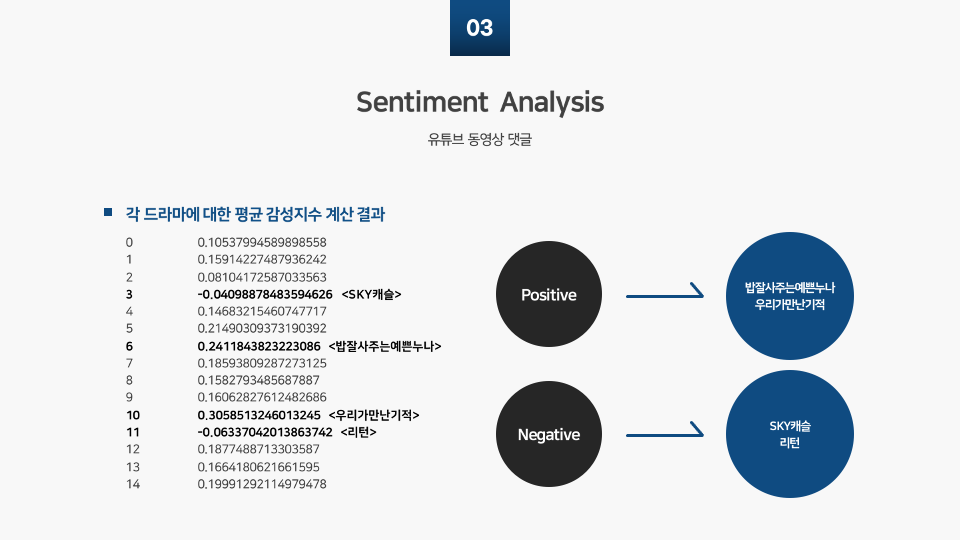 03
Sentiment Analysis
유튜브 동영상 댓글
각 드라마에 대한 평균 감성지수 계산 결과
0 0.10537994589898558
1 0.15914227487936242
2 0.08104172587033563
3 -0.04098878483594626 <SKY캐슬>
4 0.14683215460747717
5 0.21490309373190392
6 0.2411843823223086 <밥잘사주는예쁜누나>
7 0.18593809287273125
8 0.1582793485687887
9 0.16062827612482686
10 0.3058513246013245 <우리가만난기적>
11 -0.06337042013863742 <리턴>
12 0.1877488713303587
13 0.1664180621661595
14 0.19991292114979478
Positive
밥잘사주는예쁜누나
우리가만난기적
Negative
SKY캐슬
리턴